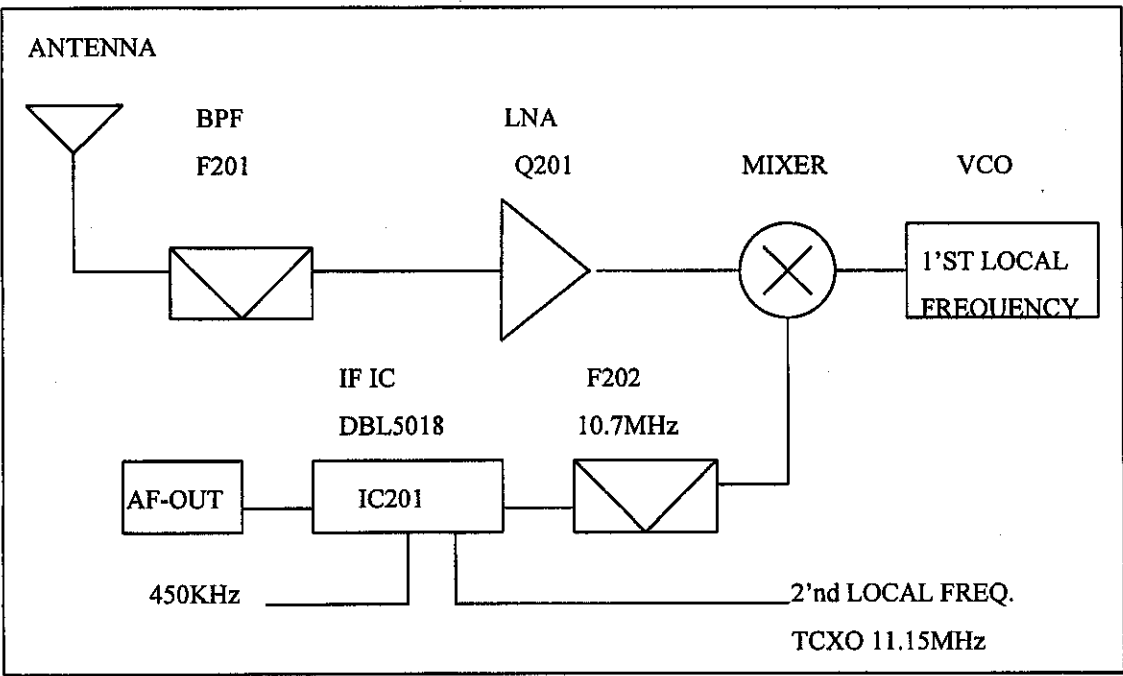 ANTENNA
BPF
F201
LNA
Q201
MIXER
VCO
1'ST LOCAL
FREQUENCY
IF IC
DBL5018
F202
10.7MHz
AF-OUT
IC201
450KHz
2'nd LOCAL FREQ.
TCXO 11.15MHz